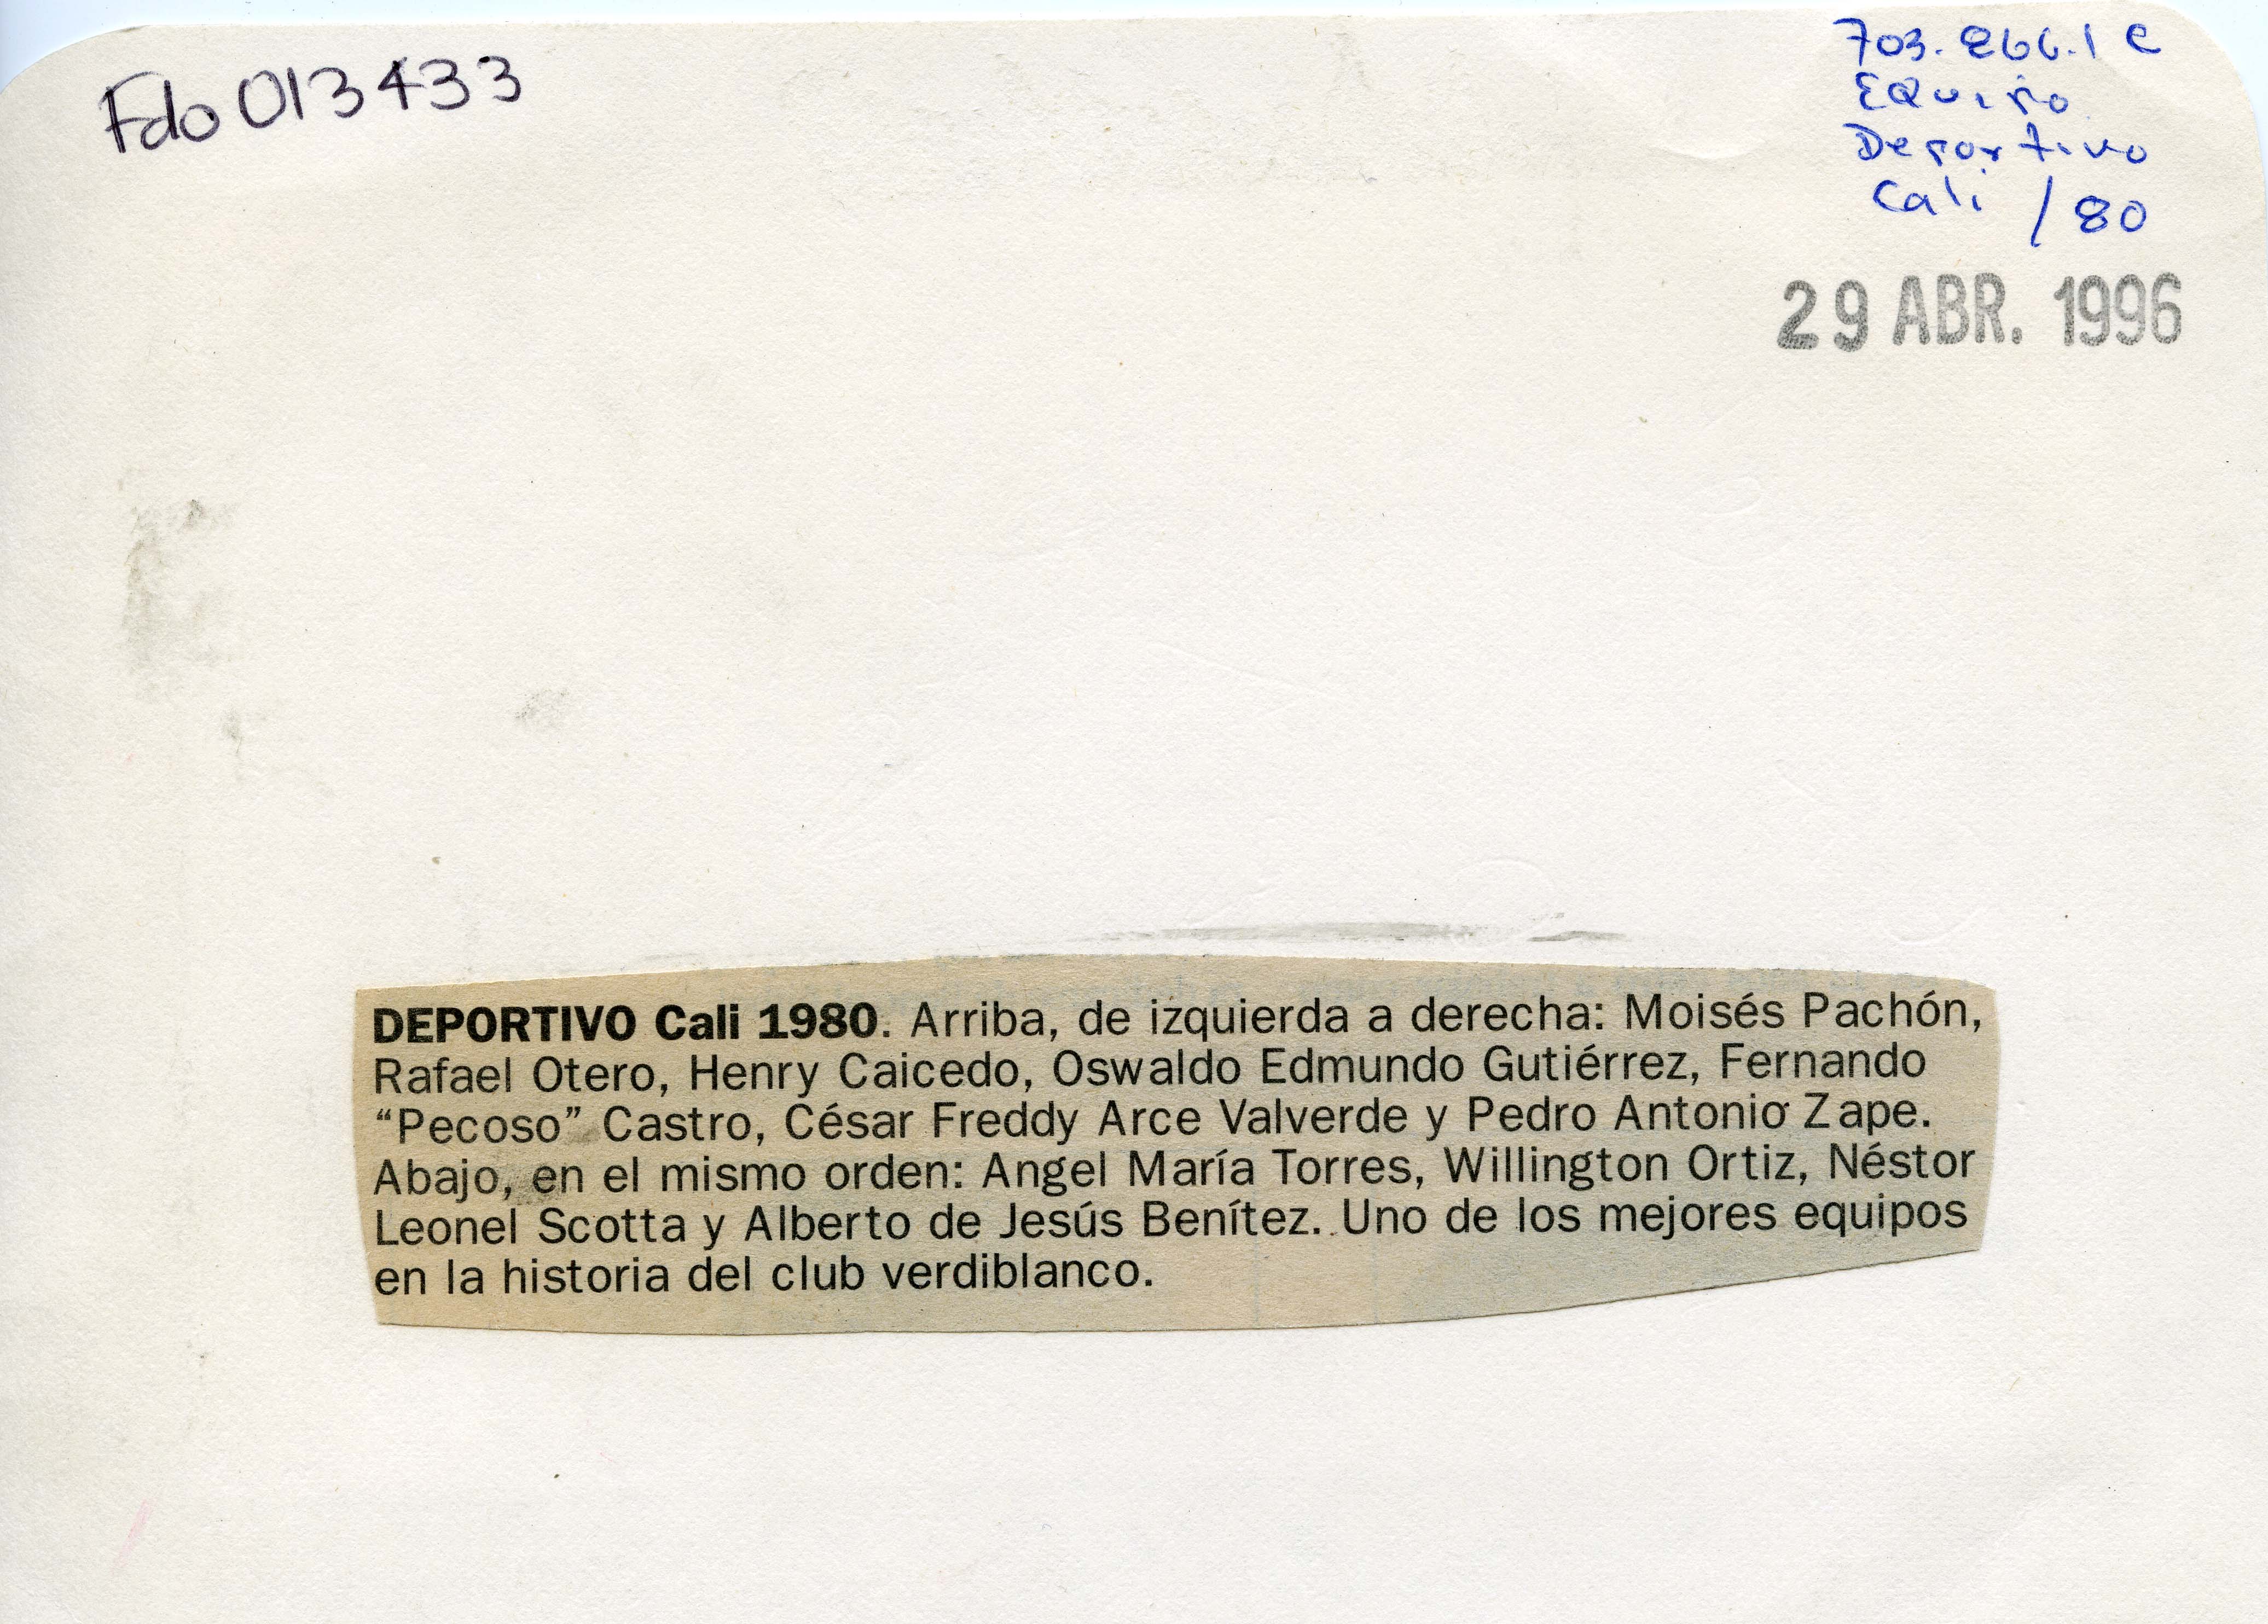 Fdo 013433
703.866.1 C
EQuipo
Deportivo
Cali / 80
29 ABR. 1996
DEPORTIVO Cali 1980. Arriba, de izquierda a derecha: Moisés Pachón,
Rafael Otero, Henry Caicedo, Oswaldo Edmundo Gutiérrez, Fernando
“Pecoso” Castro, César Freddy Arce Valverde y Pedro Antonio Zape.
Abajo, en el mismo orden: Angel María Torres, Willington Ortiz, Néstor
Leonel Scotta y Alberto de Jesús Benítez. Uno de los mejores equipos
en la historia del club verdiblanco.